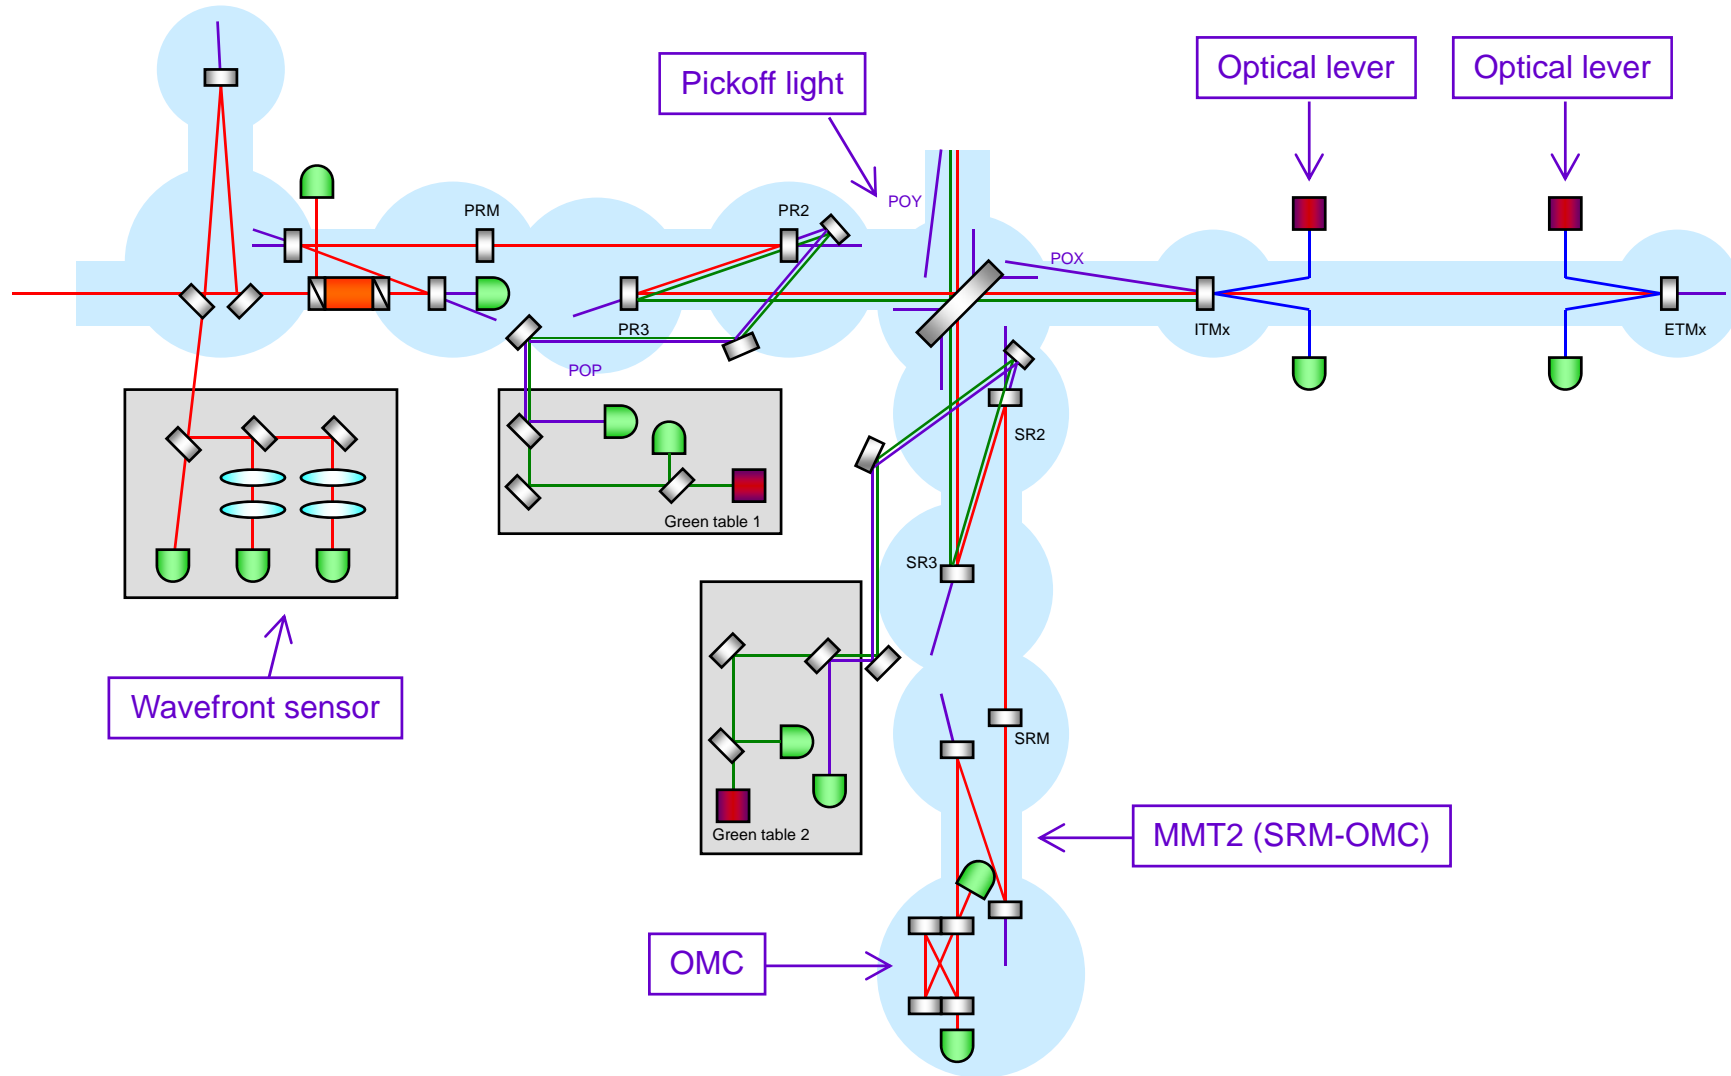 Pickoff light
Optical lever
Optical lever
POY
PRM
PR2
POX
PR3
ITMx
ETMx
POP
SR2
Green table 1
SR3
Wavefront sensor
SRM
Green table 2
MMT2 (SRM-OMC)
OMC